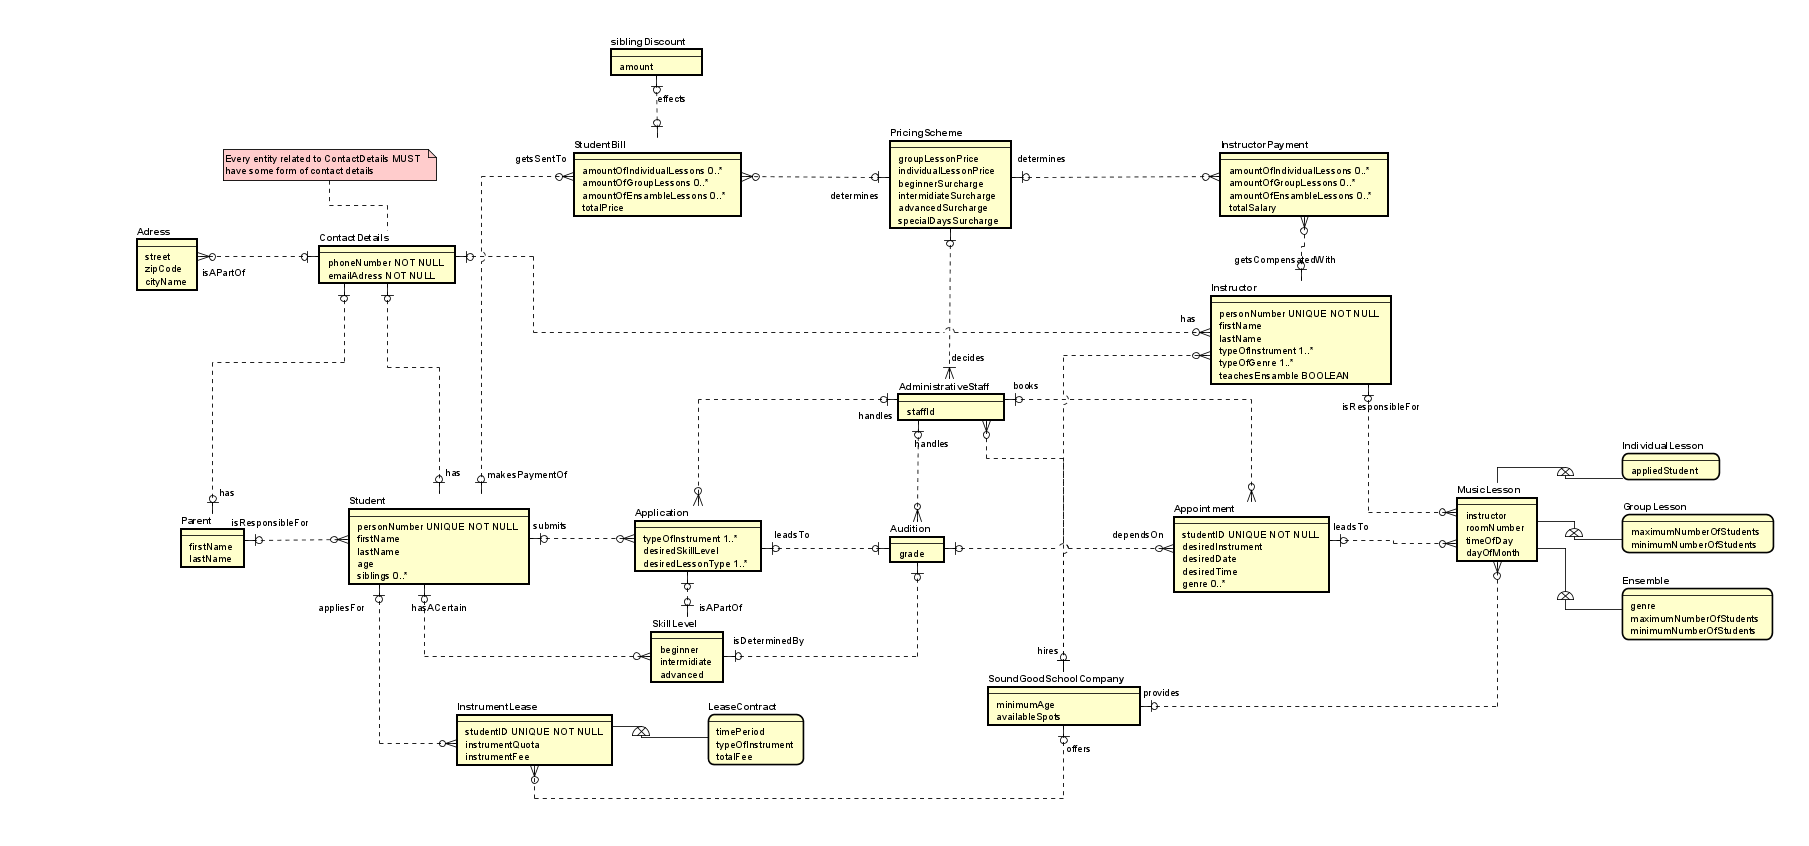 siblingDiscount
amount
effects
Every entity related to ContactDetails MUST
have some form of contact details
getsSentTo
StudentBill
amountOfIndividualLessons 0..*
amountOfGroupLessons 0..*
amountOfEnsambleLessons 0..*
totalPrice
determines
PricingScheme
groupLessonPrice
individualLessonPrice
beginnerSurcharge
intermidiateSurcharge
advancedSurcharge
specialDaysSurcharge
determines
InstructorPayment
amountOfIndividualLessons 0..*
amountOfGroupLessons 0..*
amountOfEnsambleLessons 0..*
totalSalary
getsCompensatedWith
Adress
street
zipCode
cityName
isAPartOf
ContactDetails
phoneNumber NOT NULL
emailAdress NOT NULL
has
Instructor
personNumber UNIQUE NOT NULL
firstName
lastName
typeOfInstrument 1..*
typeOfGenre 1..*
teachesEnsamble BOOLEAN
isResponsibleFor
decides
AdministrativeStaff
staffId
books
handles
handles
has
has
makesPaymentOf
Parent
firstName
lastName
isResponsibleFor
Student
personNumber UNIQUE NOT NULL
firstName
lastName
age
siblings 0..*
submits
Application
typeOfInstrument 1..*
desiredSkillLevel
desiredLessonType 1..*
leadsTo
Audition
grade
dependsOn
Appointment
studentID UNIQUE NOT NULL
desiredInstrument
desiredDate
desiredTime
genre 0..*
leadsTo
MusicLesson
instructor
roomNumber
timeOfDay
dayOfMonth
IndividualLesson
appliedStudent
GroupLesson
maximumNumberOfStudents
minimumNumberOfStudents
Ensemble
genre
maximumNumberOfStudents
minimumNumberOfStudents
appliesFor
hasACertain
isAPartOf
SkillLevel
beginner
intermidiate
advanced
isDeterminedBy
hires
SoundGoodSchoolCompany
minimumAge
availableSpots
provides
offers
InstrumentLease
studentID UNIQUE NOT NULL
instrumentQuota
instrumentFee
LeaseContract
timePeriod
typeOfInstrument
totalFee